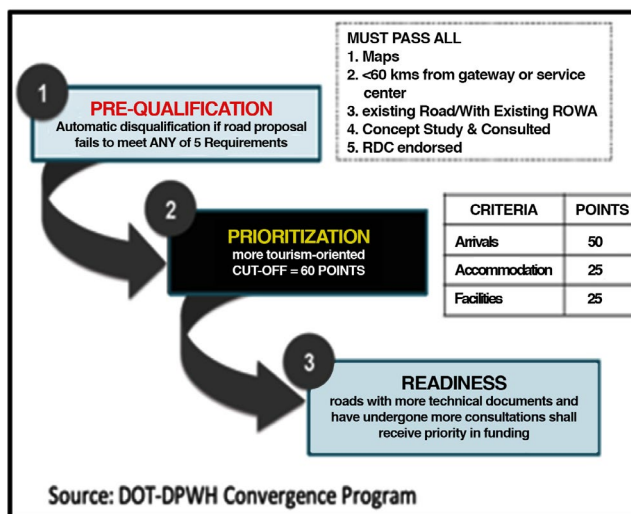 MUST PASS ALL
1. Maps
2. <60 kms from gateway or service
center
3. existing Road/With Existing ROWA
4. Concept Study & Consulted
5. RDC endorsed
1
PRE-QUALIFICATION
Automatic disqualification if road proposal
fails to meet ANY of 5 Requirements
2
PRIORITIZATION
more tourism-oriented
CUT-OFF = 60 POINTS
CRITERIA POINTS
Arrivals 50
Accommodation 25
Facilities 25
3
READINESS
roads with more technical documents and
have undergone more consultations shall
receive priority in funding
Source: DOT-DPWH Convergence Program